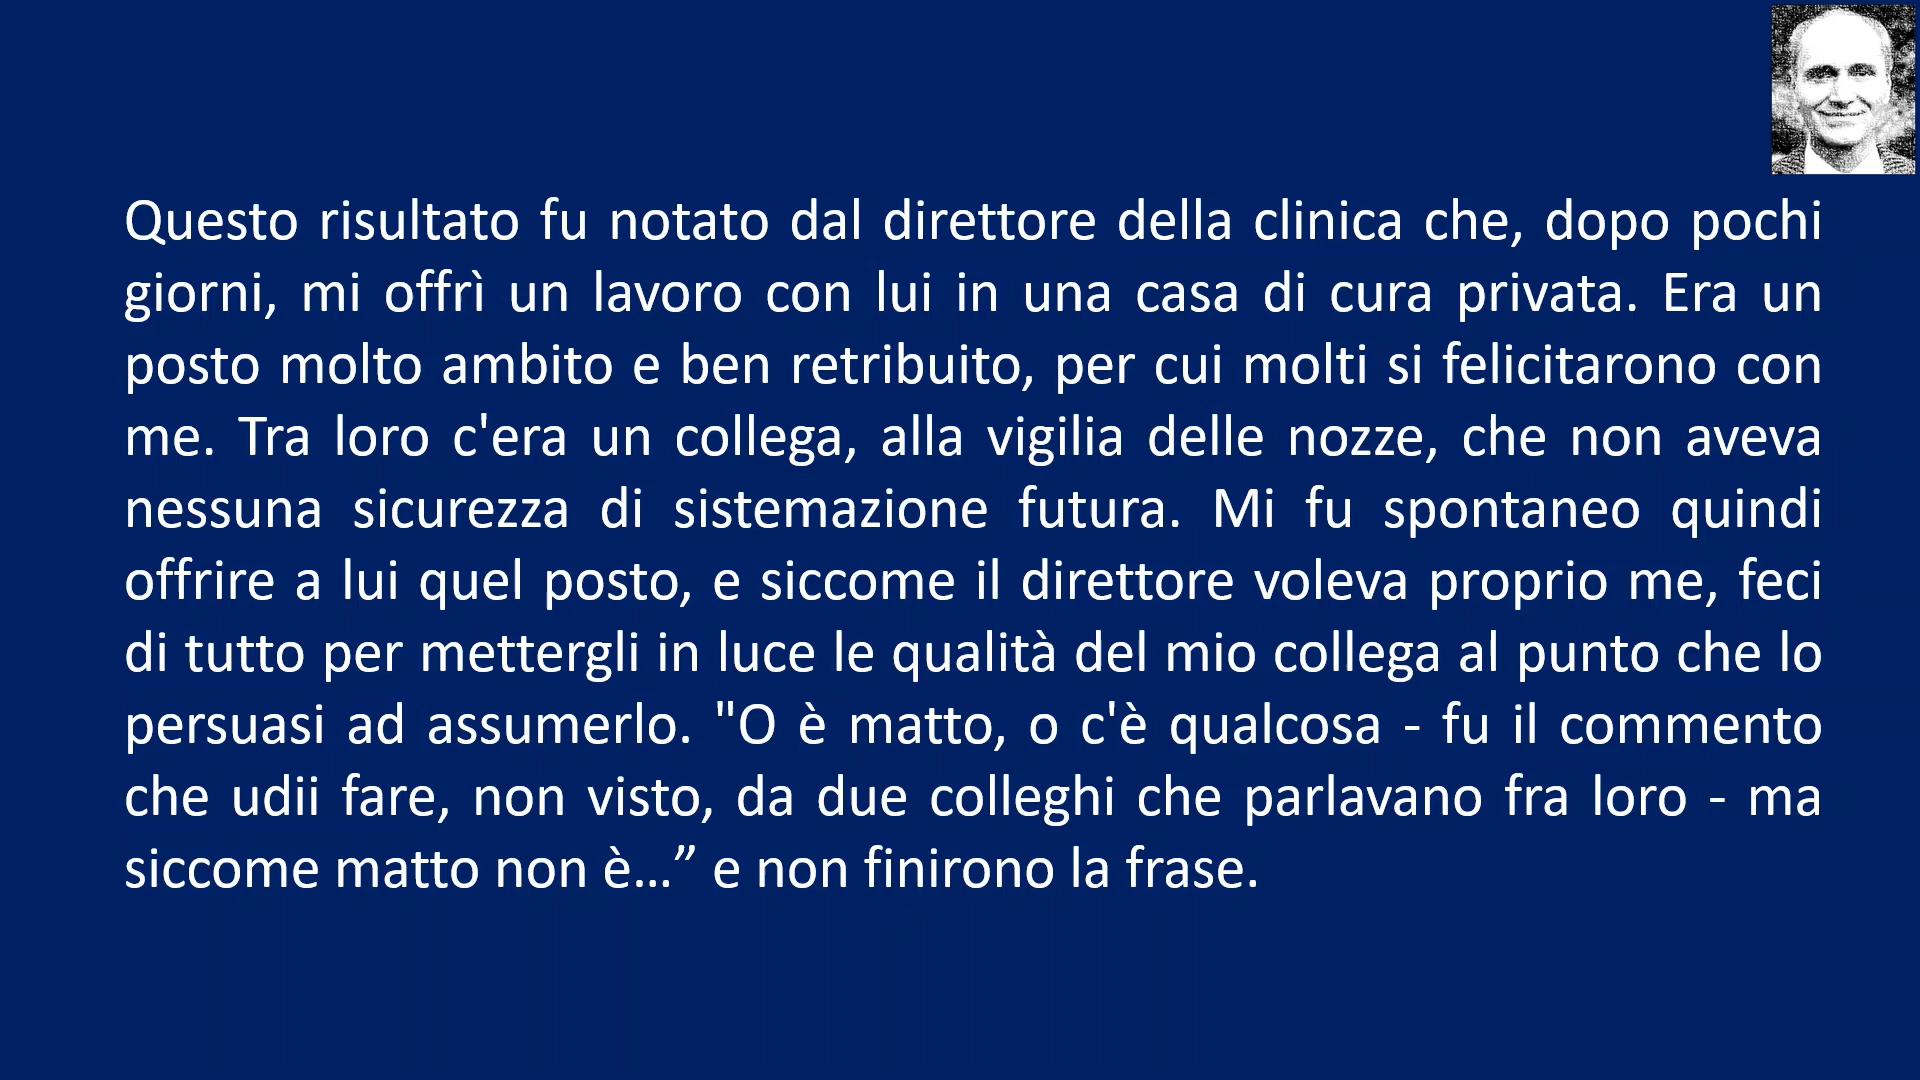 Questo risultato fu notato dal direttore della clinica che, dopo pochi
giorni, mi offrì un lavoro con lui in una casa di cura privata. Era un
posto molto ambito e ben retribuito, per cui molti si felicitarono con
me. Tra loro c'era un collega, alla vigilia delle nozze, che non aveva
nessuna sicurezza di sistemazione futura. Mi fu spontaneo quindi
offrire a lui quel posto, e siccome il direttore voleva proprio me, feci
di tutto per mettergli in luce le qualità del mio collega al punto che lo
persuasi ad assumerlo. "O è matto, o c'è qualcosa - fu il commento
che udii fare, non visto, da due colleghi che parlavano fra loro - ma
siccome matto non è…” e non finirono la frase.